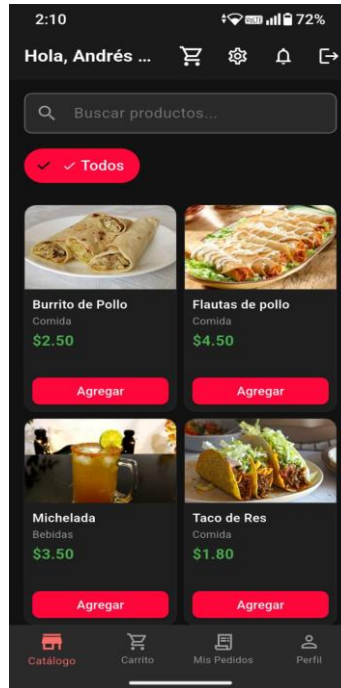 2:10
72%
Hola, Andrés ...
Buscar productos...
Todos
Burrito de Pollo
Comida
$2.50
Agregar
Flautas de pollo
Comida
$4.50
Agregar
Michelada
Bebidas
$3.50
Agregar
Taco de Res
Comida
$1.80
Agregar
Catálogo
Carrito
Mis Pedidos
Perfil